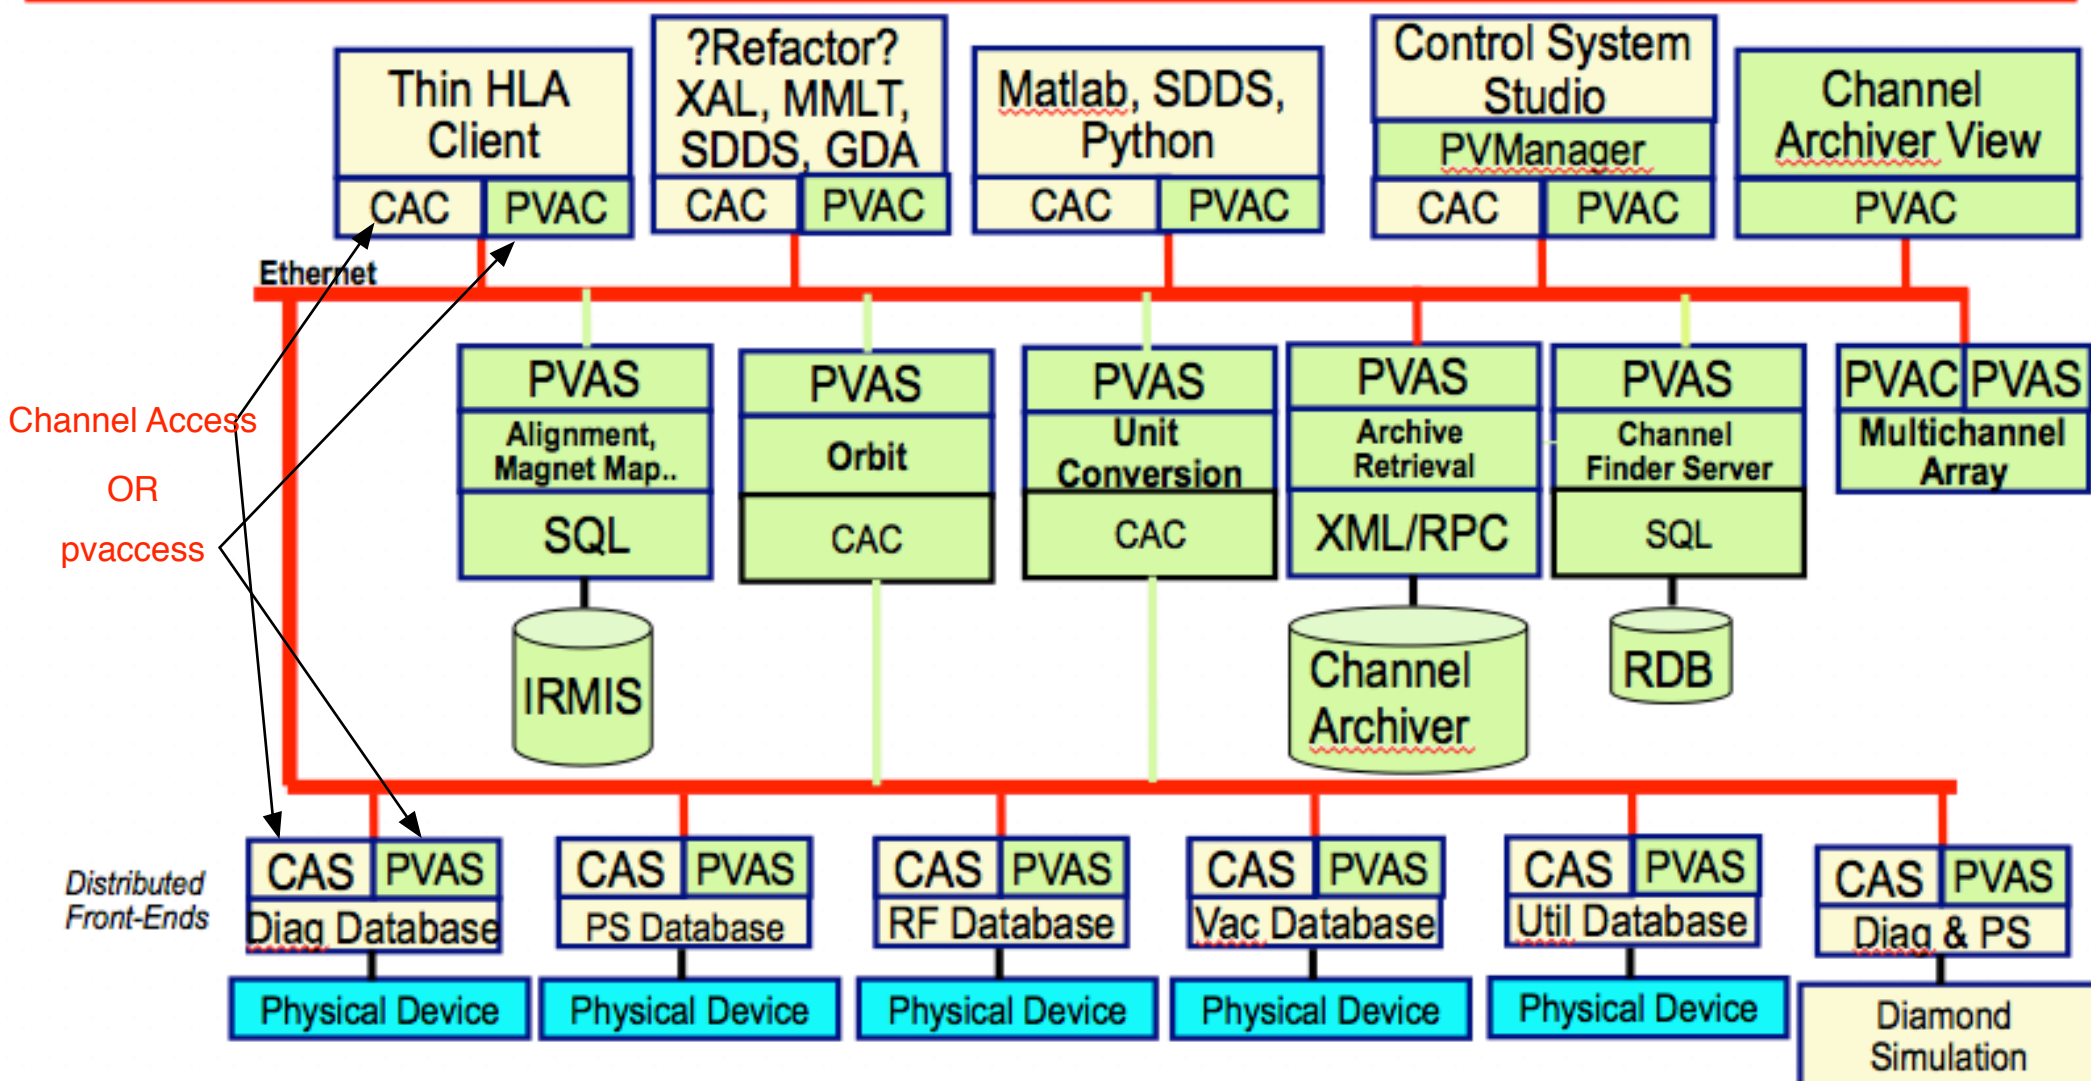 Thin HLA
Client
CAC PVAC
?Refactor?
XAL, MMLT,
SDDS, GDA
CAC PVAC
Matlab, SDDS,
Python
CAC PVAC
Control System
Studio
PVManager
CAC PVAC
Channel
Archiver View
PVAC
Ethernet
Channel Access
OR
pvaccess
PVAS
Alignment,
Magnet Map..
SQL
IRMIS
PVAS
Orbit
CAC
PVAS
Unit
Conversion
CAC
PVAS
Archive
Retrieval
XML/RPC
Channel
Archiver
PVAS
Channel
Finder Server
SQL
RDB
PVAC PVAS
Multichannel
Array
Distributed
Front-Ends
CAS PVAS
Diag Database
Physical Device
CAS PVAS
PS Database
Physical Device
CAS PVAS
RF Database
Physical Device
CAS PVAS
Vac Database
Physical Device
CAS PVAS
Util Database
Physical Device
CAS PVAS
Diag & PS
Diamond
Simulation